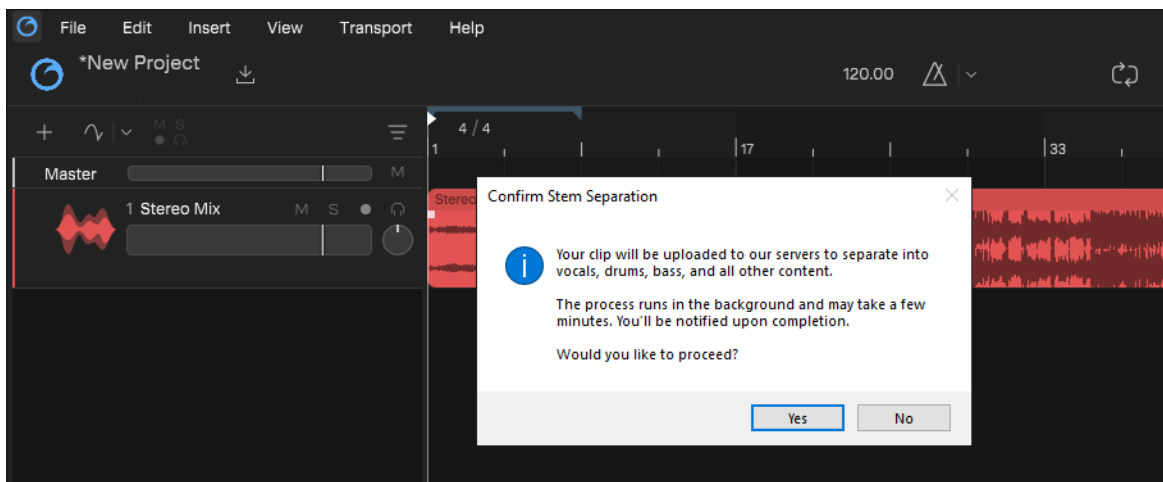 File Edit Insert View Transport Help
*New Project
120.00
M S
4 / 4
1 17 33
Master M
1 Stereo Mix M S
Stereo
Confirm Stem Separation
Your clip will be uploaded to our servers to separate into
vocals, drums, bass, and all other content.
The process runs in the background and may take a few
minutes. You'll be notified upon completion.
Would you like to proceed?
Yes No